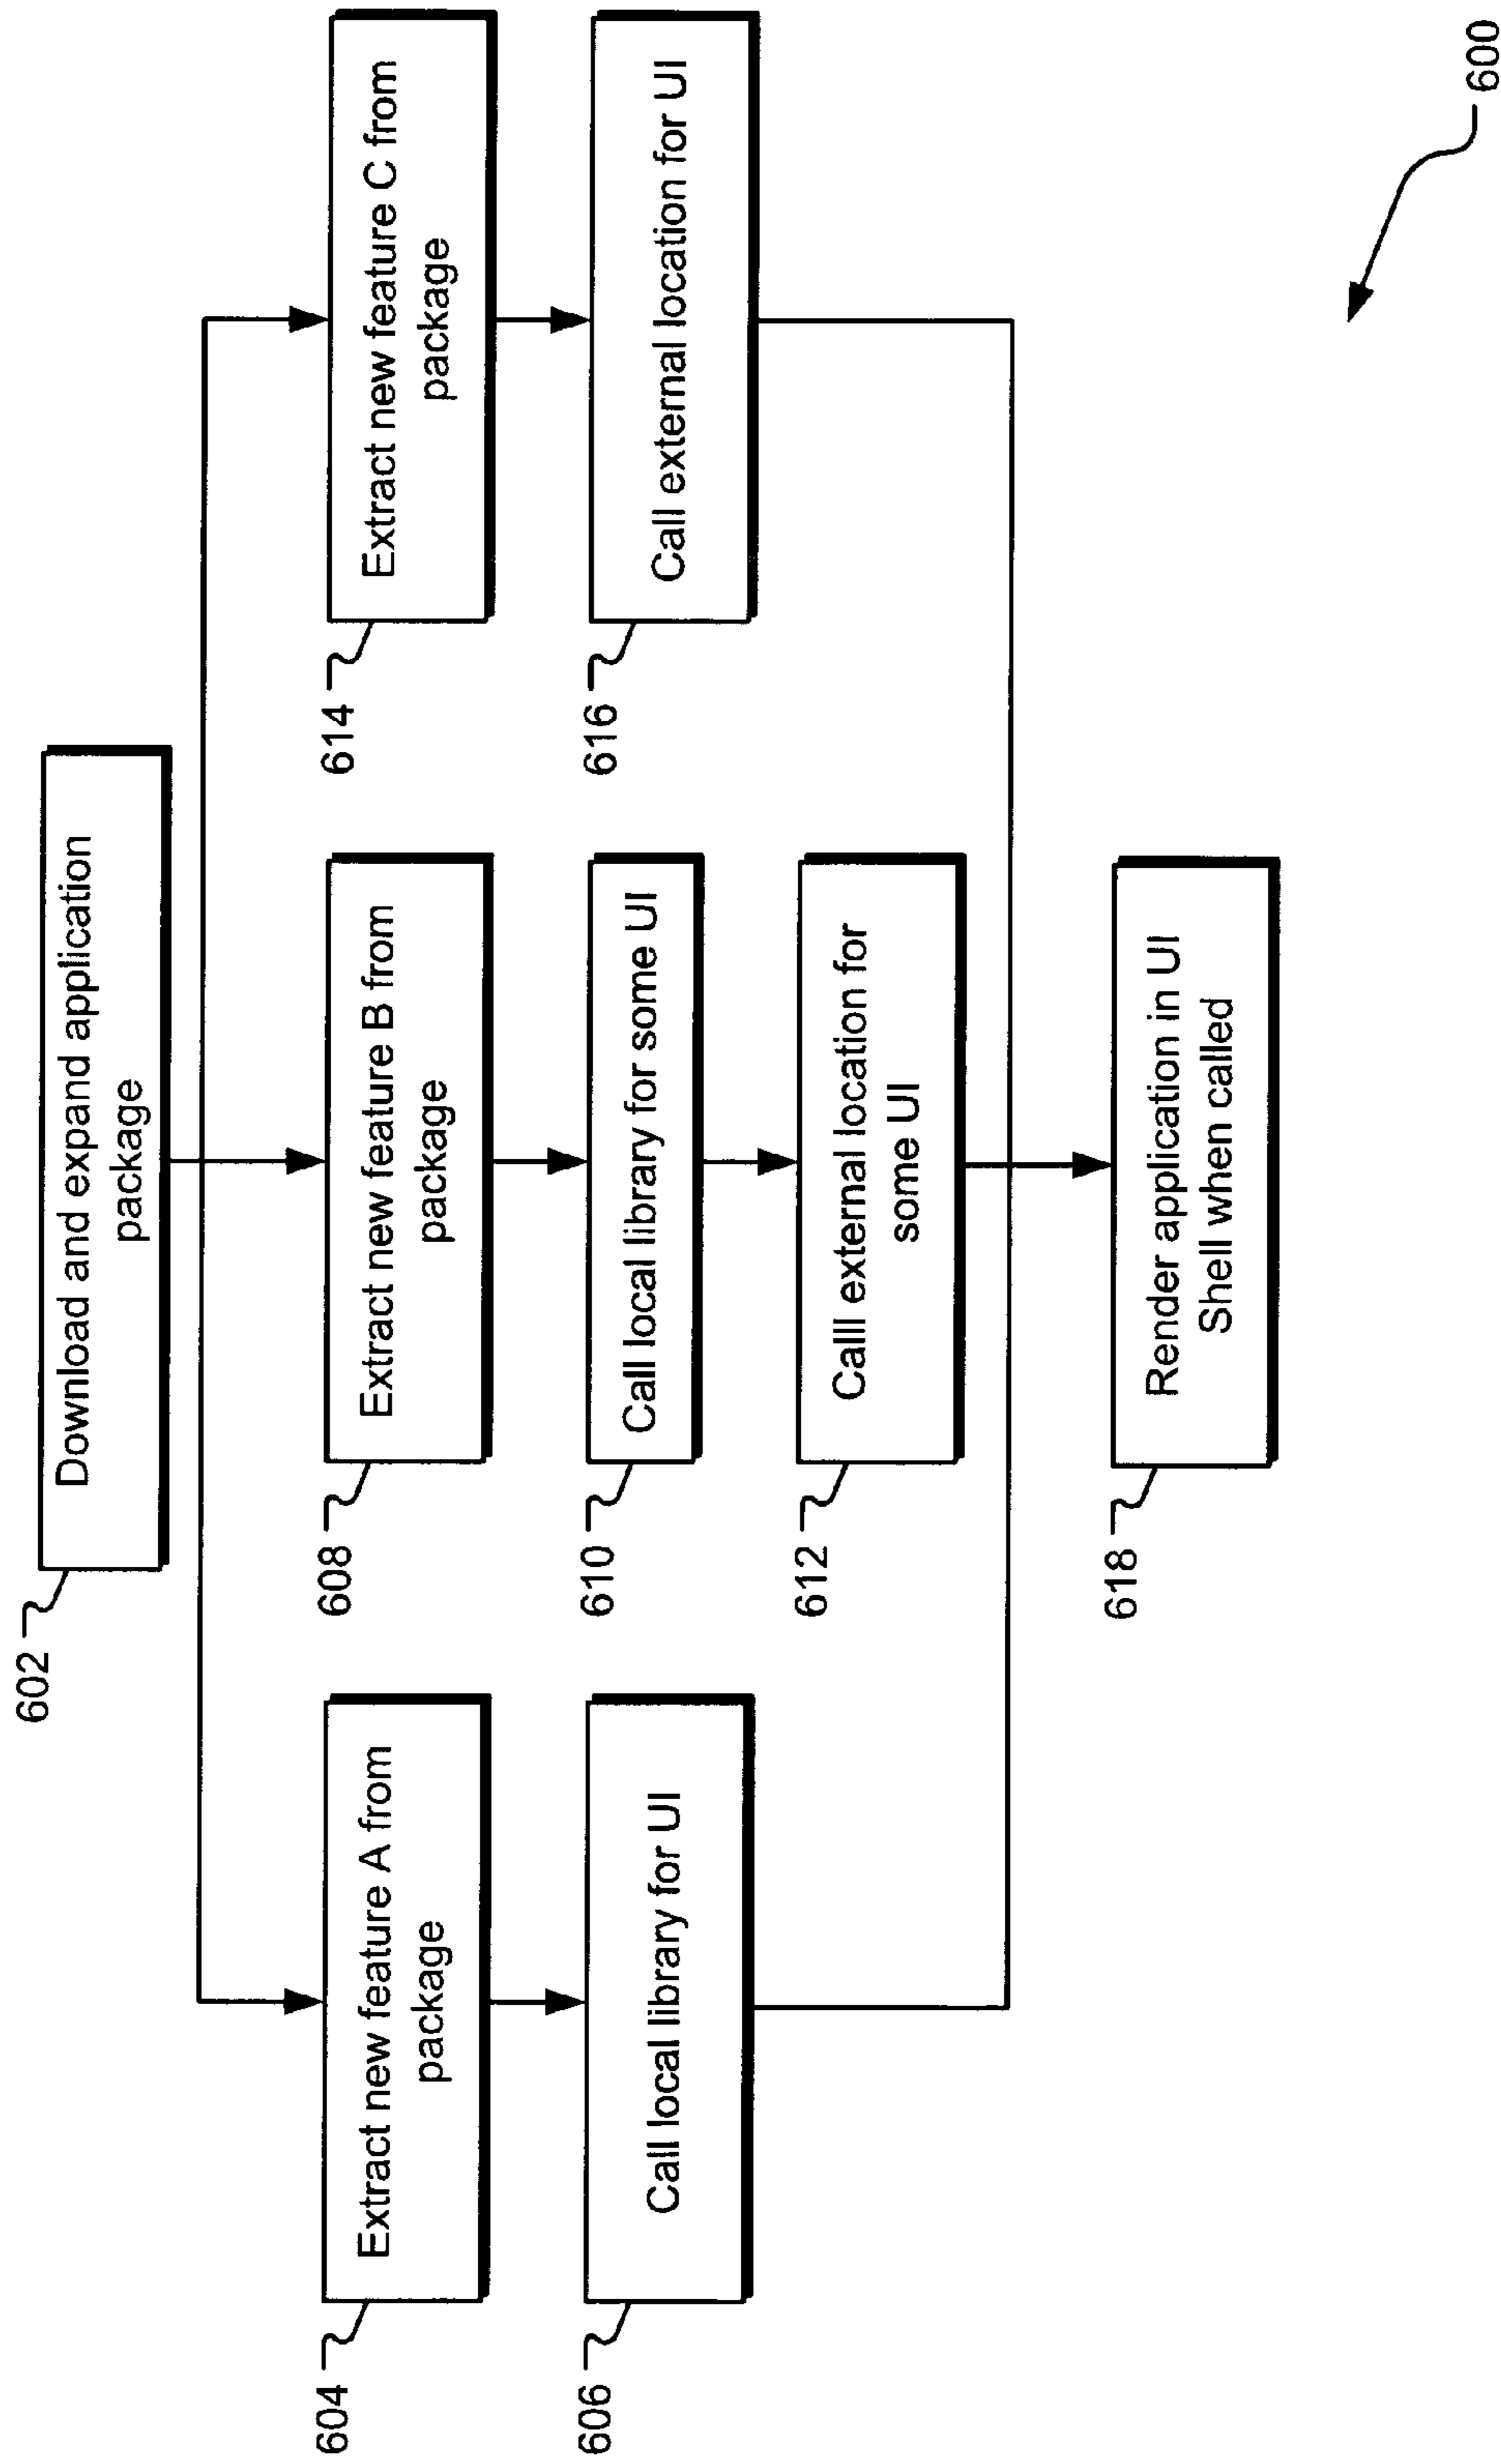 602
Download and expand application
package
604
Extract new feature A from
package
606
Call local library for UI
608
Extract new feature B from
package
610
Call local library for some UI
612
Calll external location for
some UI
614
Extract new feature C from
package
616
Call external location for UI
618
Render application in UI
Shell when called
600